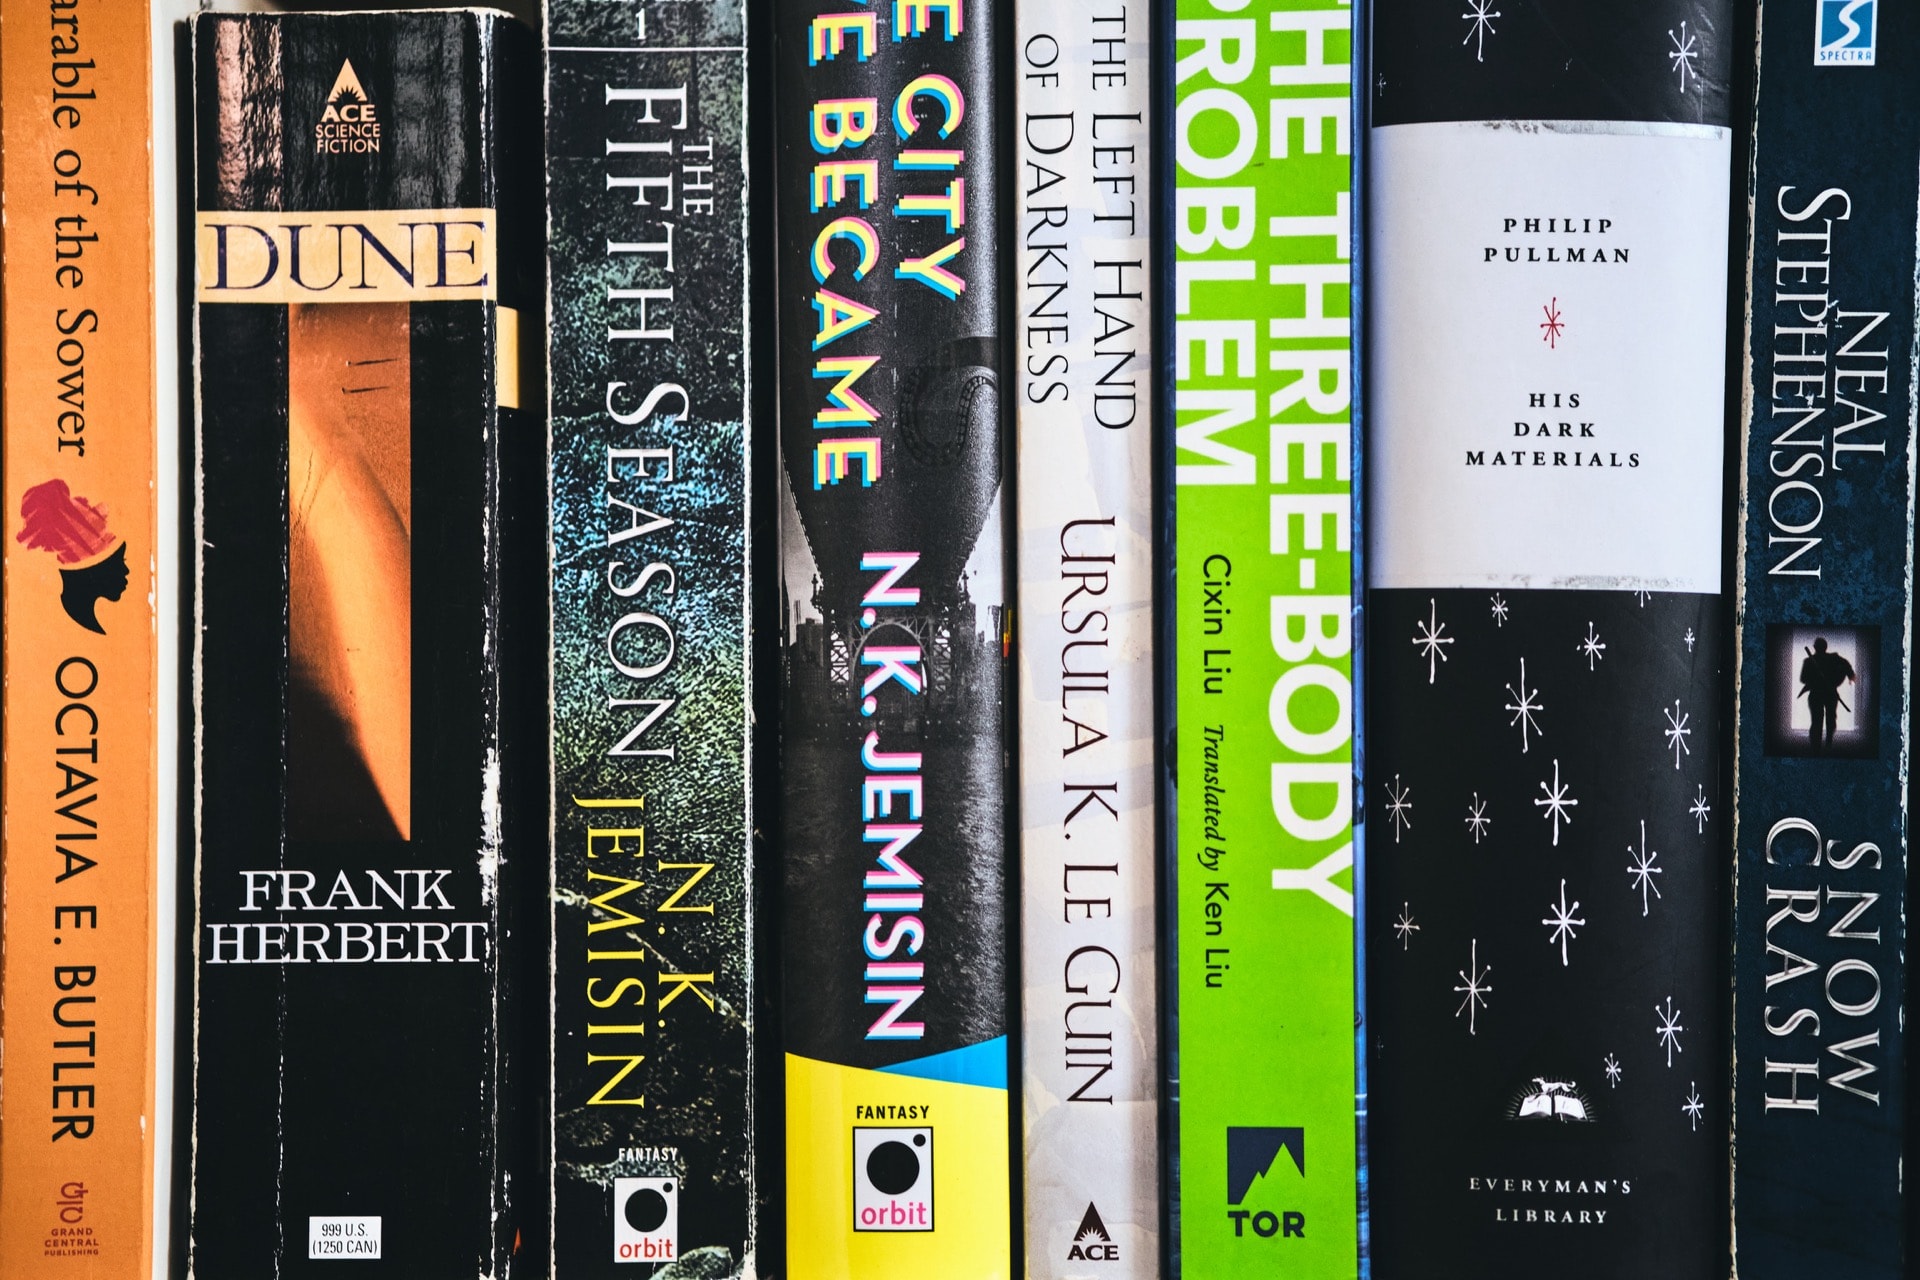 arable of the Sower
OCTAVIA E. BUTLER
GRAND
CENTRAL
PUBLISHING
ACE
SCIENCE
FICTION
DUNE
FRANK
HERBERT
999 U.S.
(1250 CAN)
1
THE
FIFTH SEASON
N. K.
JEMISIN
FANTASY
orbit
E CITY
E BECAME
N. K. JEMISIN
FANTASY
orbit
THE LEFT HAND
OF DARKNESS
URSULA K. LE GUIN
ACE
THE THREE-BODY
PROBLEM
Cixin Liu Translated by Ken Liu
TOR
PHILIP
PULLMAN
HIS
DARK
MATERIALS
EVERYMAN'S
LIBRARY
SPECTRA
NEAL
STEPHENSON
SNOW
CRASH